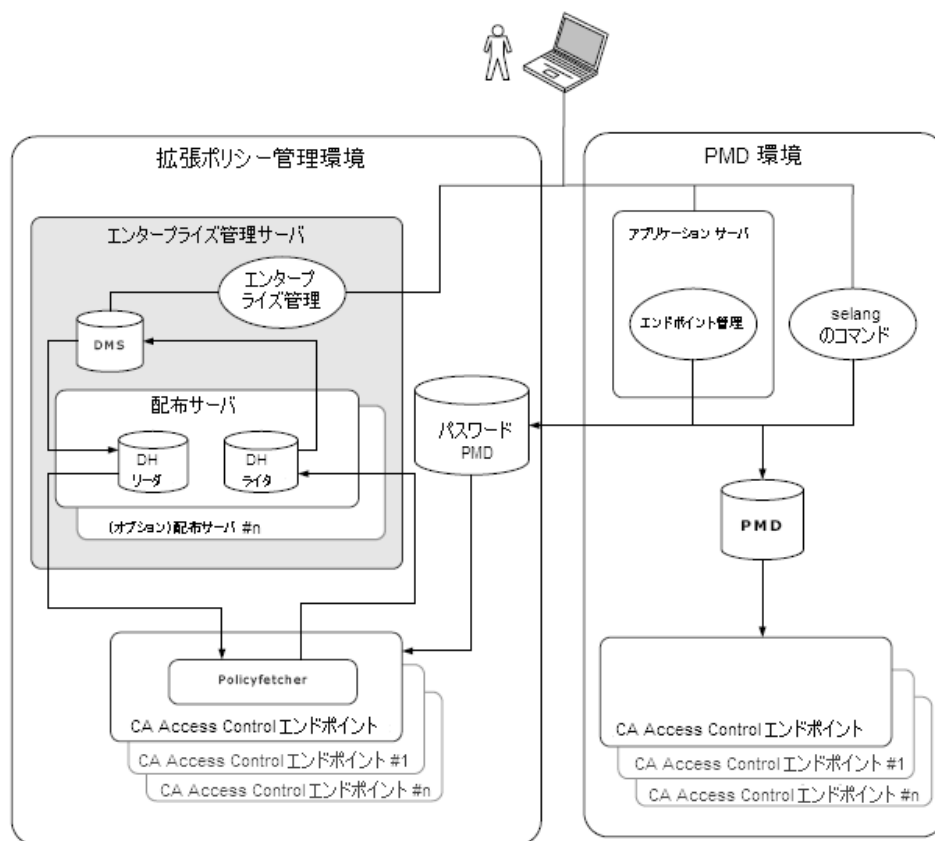 拡張ポリシー管理環境
エンタープライズ管理サーバ
エンタープ
ライズ管理
DMS
配布サーバ
DH
リーダ
DH
ライタ
(オプション)配布サーバ #n
パスワード
PMD
Policyfetcher
CA Access Control エンドポイント
CA Access Control エンドポイント #1
CA Access Control エンドポイント #n
PMD 環境
アプリケーション サーバ
エンドポイント管理
selang
のコマンド
PMD
CA Access Control エンドポイント
CA Access Control エンドポイント #1
CA Access Control エンドポイント #n